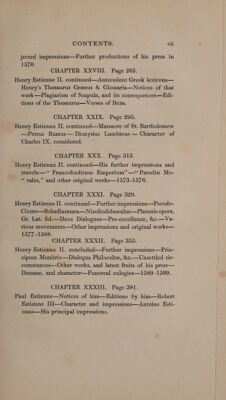 CONTENTS. vii
jectual impressions—Further productions of his press in
1570.
CHAPTER XXVIII. Page 265.
Henry Estienne II. continued—Antecedent Greek lexicons—
Henry's Thesaurus Græcus & Glossaria—Notices of that
work—Plagiarism of Scapula, and its consequences—Edi-
tions of the Thesaurus—Verses of Beza.
CHAPTER XXIX. Page 295.
Henry Estienne II. continued—Massacre of St. Bartholomew
—Petrus Ramus—Dionysius Lambinus—Character of
Charles IX. considered.
CHAPTER XXX. Page 313.
Henry Estienne II. continued—His further impressions and
travels—"Francofordiense Emporium"—"Parodiæ Mo-
" rales," and other original works—1573-1576.
CHAPTER XXXI. Page 329.
Henry Estienne II. continued—Further impressions—Pseudo-
Cicero—Schediasmata—Nizoliodidascalus—Platonis opera,
Gr. Lat. fol.—Deux Dialogues—Précellence, &c.—Va-
rious movements—Other impressions and original works—
1577-1588.
CHAPTER XXXII. Page 355.
Henry Estienne II. concluded—Further impressions—Prin-
cipum Monitrix—Dialogus Philocelti, &c.—Unsettled cir-
cumstances—Other works, and latest fruits of his press—
Decease, and character—Funereal eulogies—1589-1599.
CHAPTER XXXIII. Page 381.
Paul Estienne—Notices of him—Editions by him—Robert
Estienne III—Character and impressions—Antoine Esti-
enne—His principal impressions.